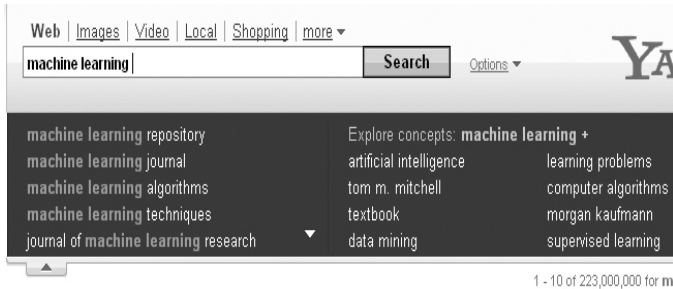 Web | Images | Video | Local | Shopping | more
machine learning Search Options YA
machine learning repository
machine learning journal
machine learning algorithms
machine learning techniques
journal of machine learning research
Explore concepts: machine learning +
artificial intelligence learning problems
tom m. mitchell computer algorithms
textbook morgan kaufmann
data mining supervised learning
1 - 10 of 223,000,000 for m